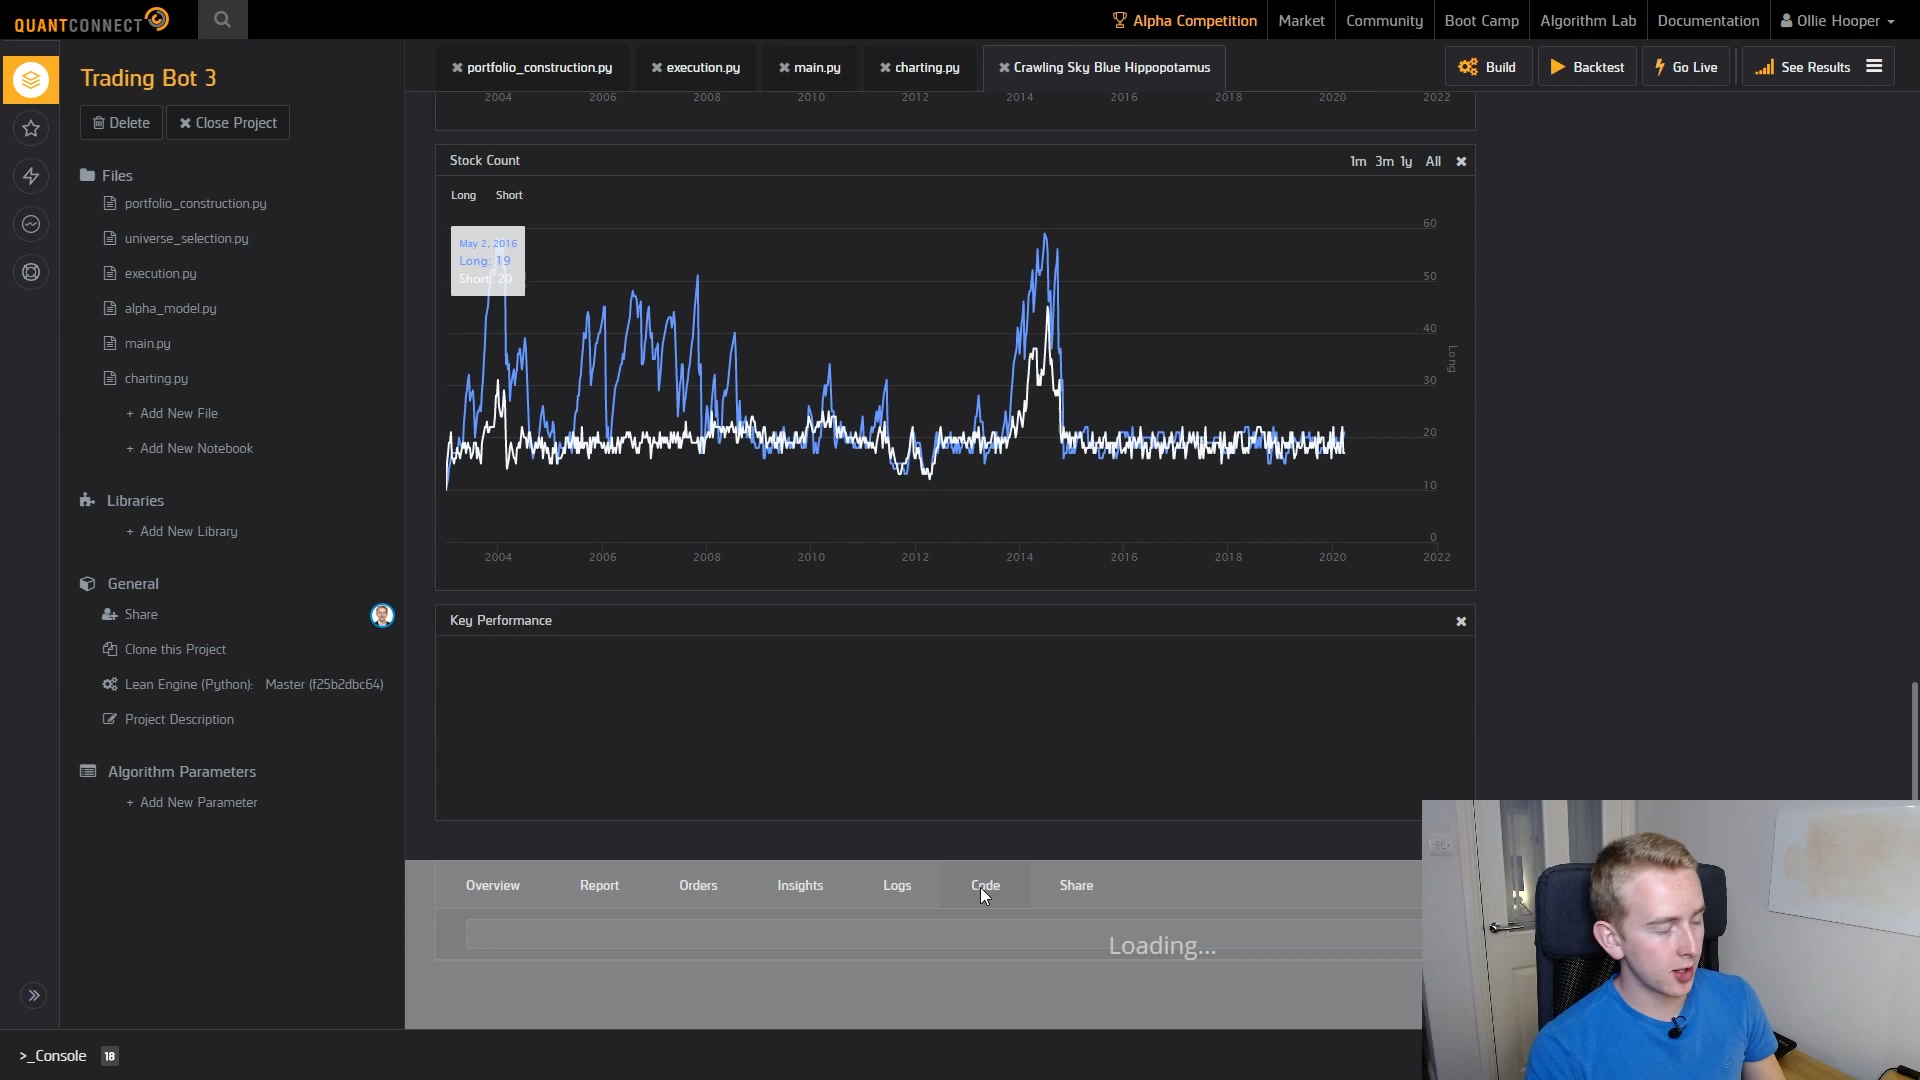 QUANTCONNECT
Alpha Competition
Market
Community
Boot Camp
Algorithm Lab
Documentation
Ollie Hooper
Trading Bot 3
Delete
Close Project
portfolio_construction.py
execution.py
main.py
charting.py
Crawling Sky Blue Hippopotamus
Build
Backtest
Go Live
See Results
Files
portfolio_construction.py
universe_selection.py
execution.py
alpha_model.py
main.py
charting.py
+ Add New File
+ Add New Notebook
Libraries
+ Add New Library
General
Share
Clone this Project
Lean Engine (Python): Master (f25b2dbc64)
Project Description
Algorithm Parameters
+ Add New Parameter
2004 2006 2008 2010 2012 2014 2016 2018 2020 2022
Stock Count
1m 3m 1y All
Long Short
May 2, 2016
Long: 19
Short: 20
60
50
40
30
20
10
0
Long
2004 2006 2008 2010 2012 2014 2016 2018 2020 2022
Key Performance
Overview
Report
Orders
Insights
Logs
Code
Share
Loading...
>_Console 18